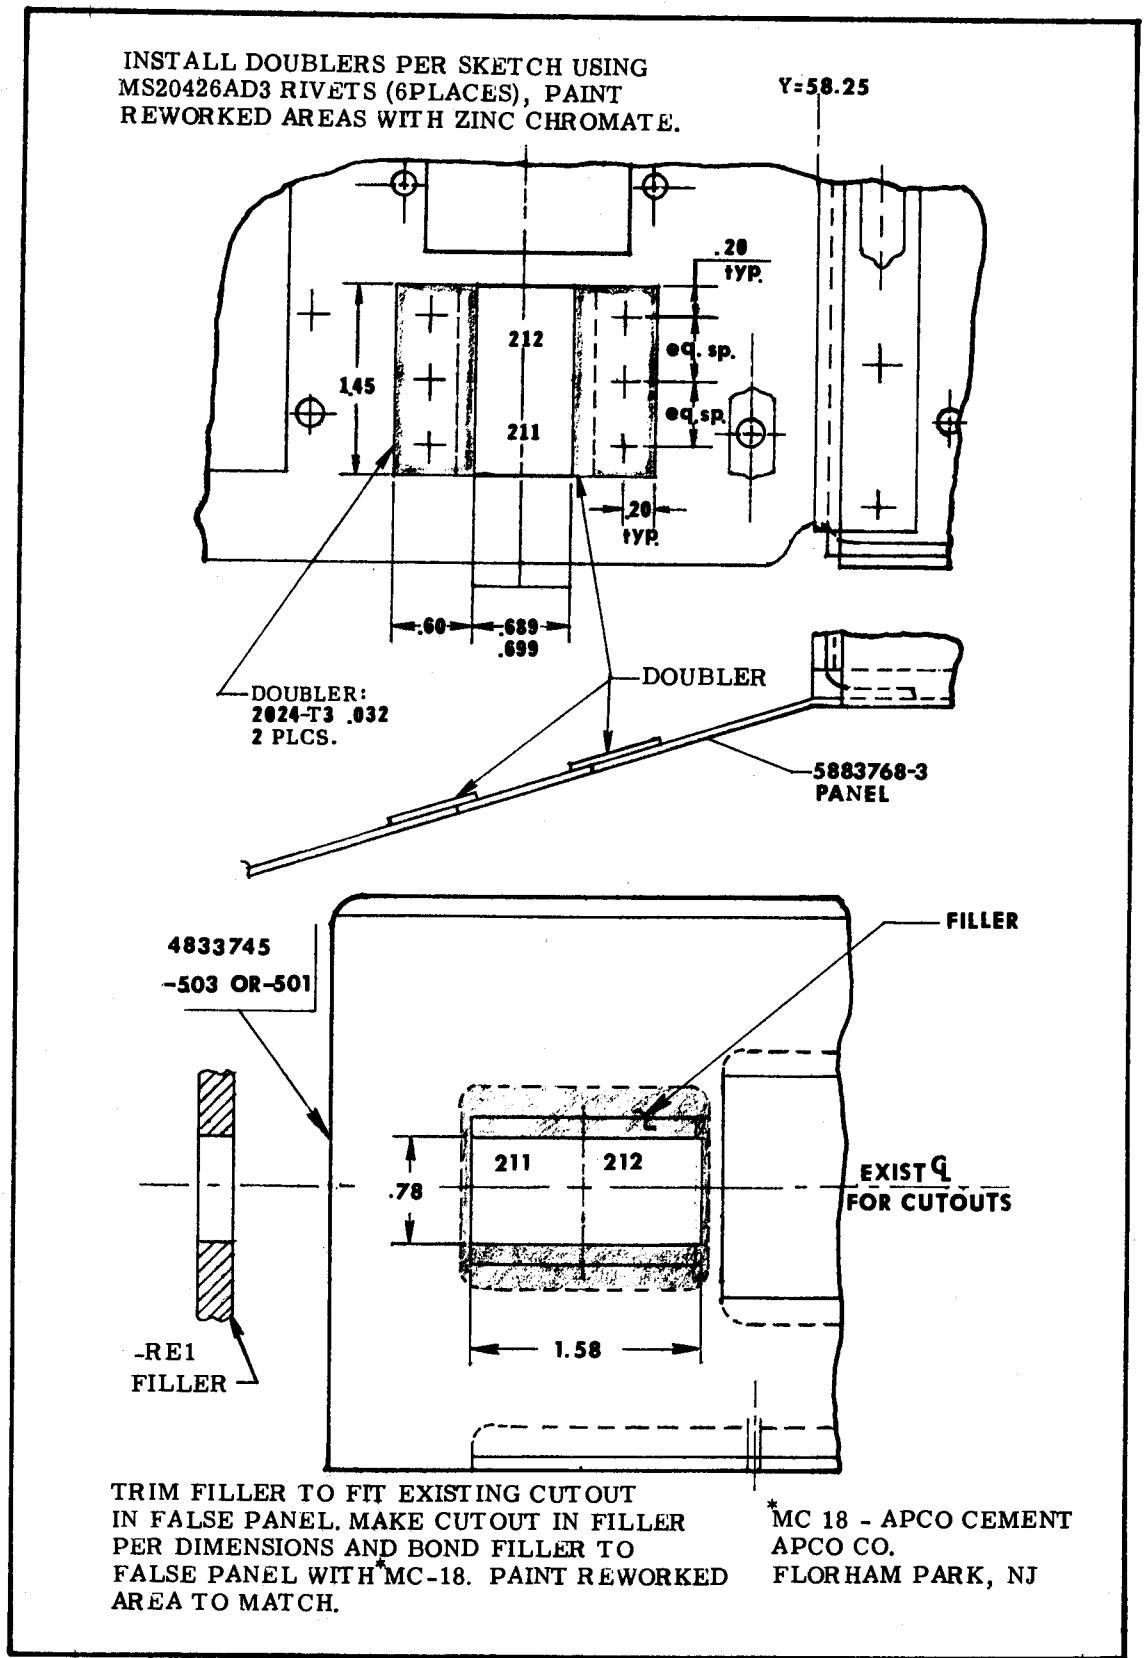 INSTALL DOUBLERS PER SKETCH USING
MS20426AD3 RIVETS (6PLACES), PAINT
REWORKED AREAS WITH ZINC CHROMATE.
Y=58.25
.20
typ.
212
eq. sp.
1.45
211
eq. sp.
.20
typ.
.60
.689
.699
DOUBLER:
2024-T3 .032
2 PLCS.
DOUBLER
5883768-3
PANEL
FILLER
4833745
-503 OR-501
211
212
.78
EXIST ℄
FOR CUTOUTS
1.58
-RE1
FILLER
TRIM FILLER TO FIT EXISTING CUTOUT
IN FALSE PANEL. MAKE CUTOUT IN FILLER
PER DIMENSIONS AND BOND FILLER TO
FALSE PANEL WITH *MC-18. PAINT REWORKED
AREA TO MATCH.
*MC 18 - APCO CEMENT
APCO CO.
FLORHAM PARK, NJ